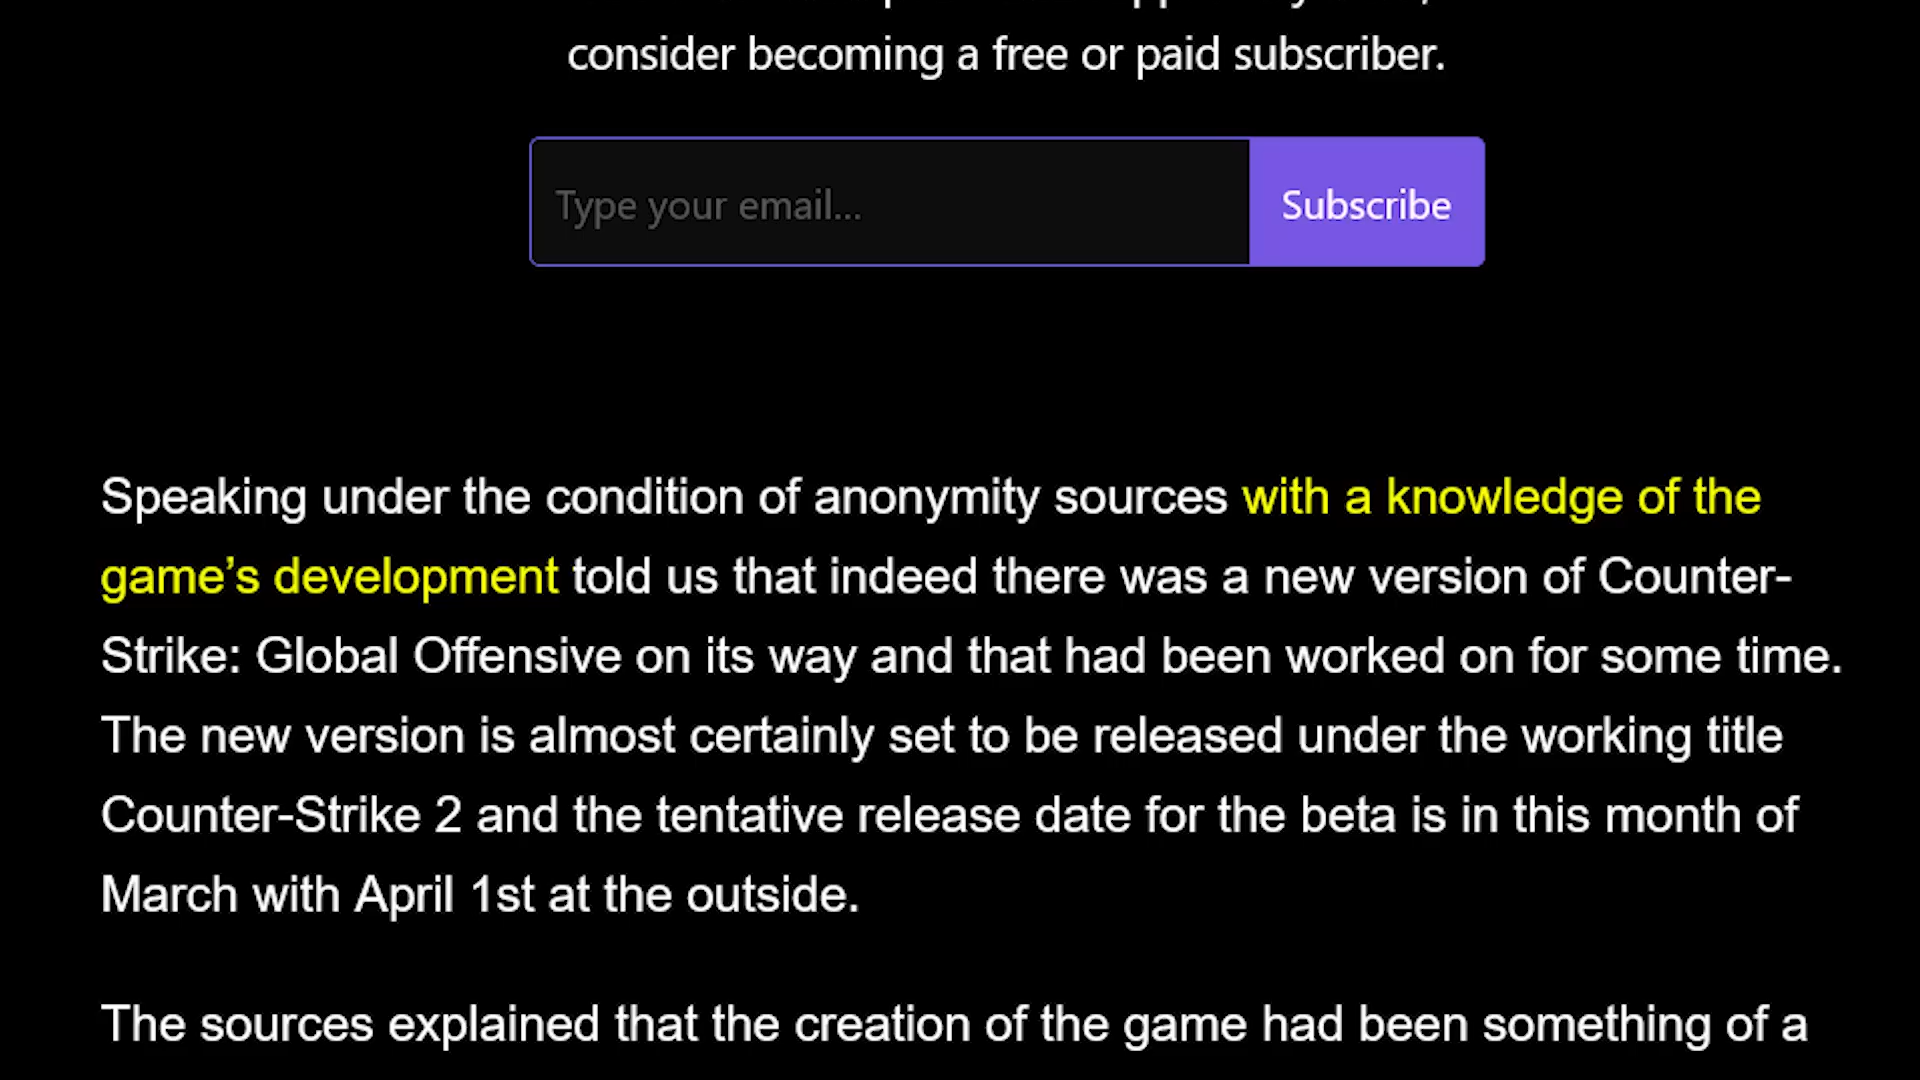 consider becoming a free or paid subscriber.
Type your email...
Subscribe
Speaking under the condition of anonymity sources with a knowledge of the
game’s development told us that indeed there was a new version of Counter-
Strike: Global Offensive on its way and that had been worked on for some time.
The new version is almost certainly set to be released under the working title
Counter-Strike 2 and the tentative release date for the beta is in this month of
March with April 1st at the outside.
The sources explained that the creation of the game had been something of a